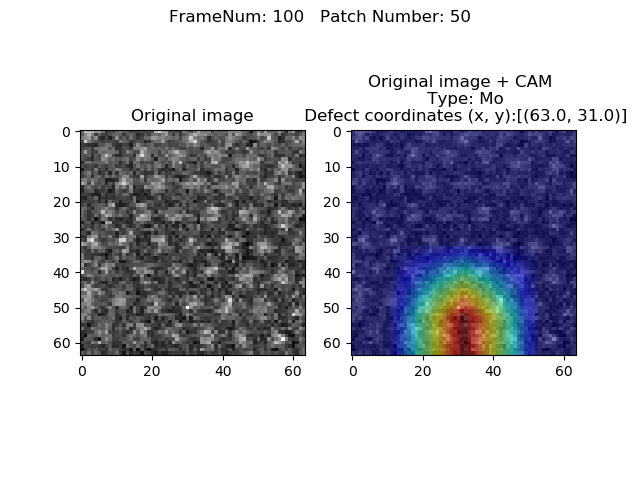 FrameNum: 100   Patch Number: 50
Original image
0
10
20
30
40
50
60
0 20 40 60
Original image + CAM
Type: Mo
Defect coordinates (x, y):[(63.0, 31.0)]
0
10
20
30
40
50
60
0 20 40 60